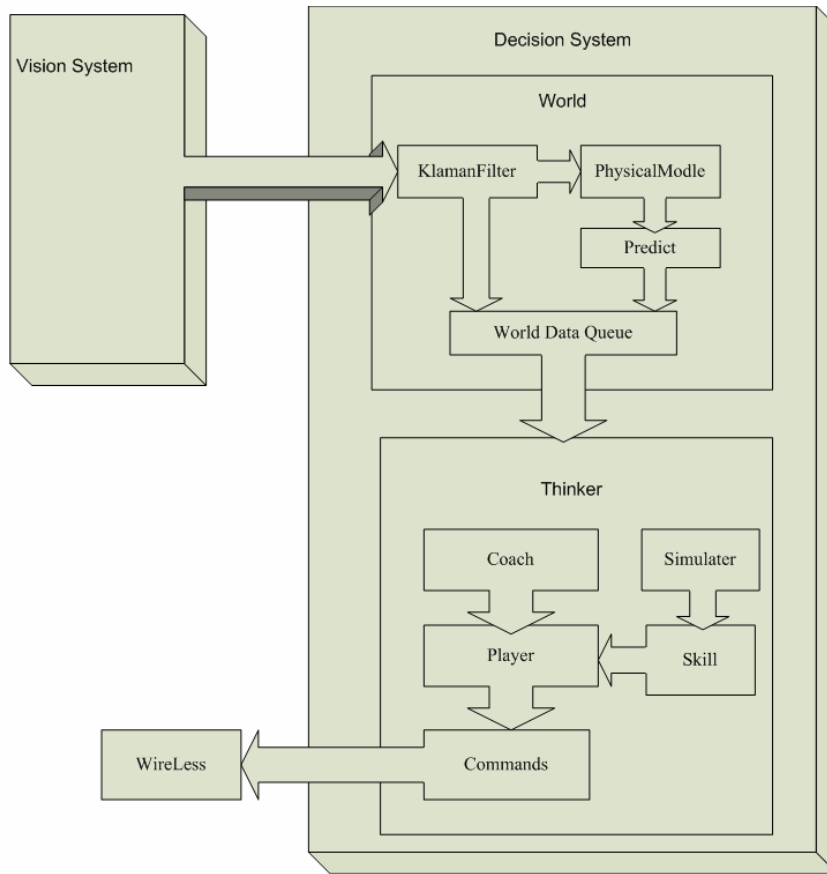 Vision System
Decision System
World
KlamanFilter
PhysicalModle
Predict
World Data Queue
Thinker
Coach
Simulater
Player
Skill
WireLess
Commands